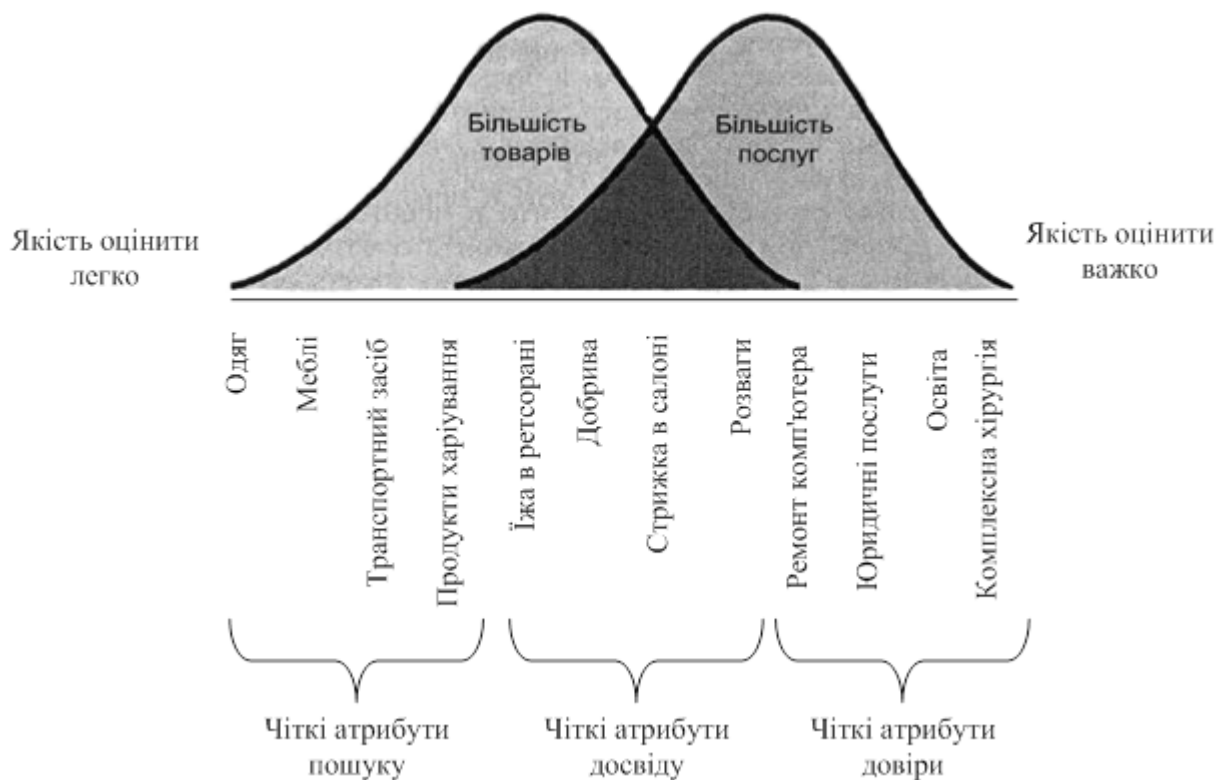 Більшість
товарів
Більшість
послуг
Якість оцінити
легко
Якість оцінити
важко
Одяг
Меблі
Транспортний засіб
Продукти харіування
Їжа в ретсорані
Добрива
Стрижка в салоні
Розваги
Ремонт комп'ютера
Юридичні послуги
Освіта
Комплексна хірургія
Чіткі атрибути
пошуку
Чіткі атрибути
досвіду
Чіткі атрибути
довіри